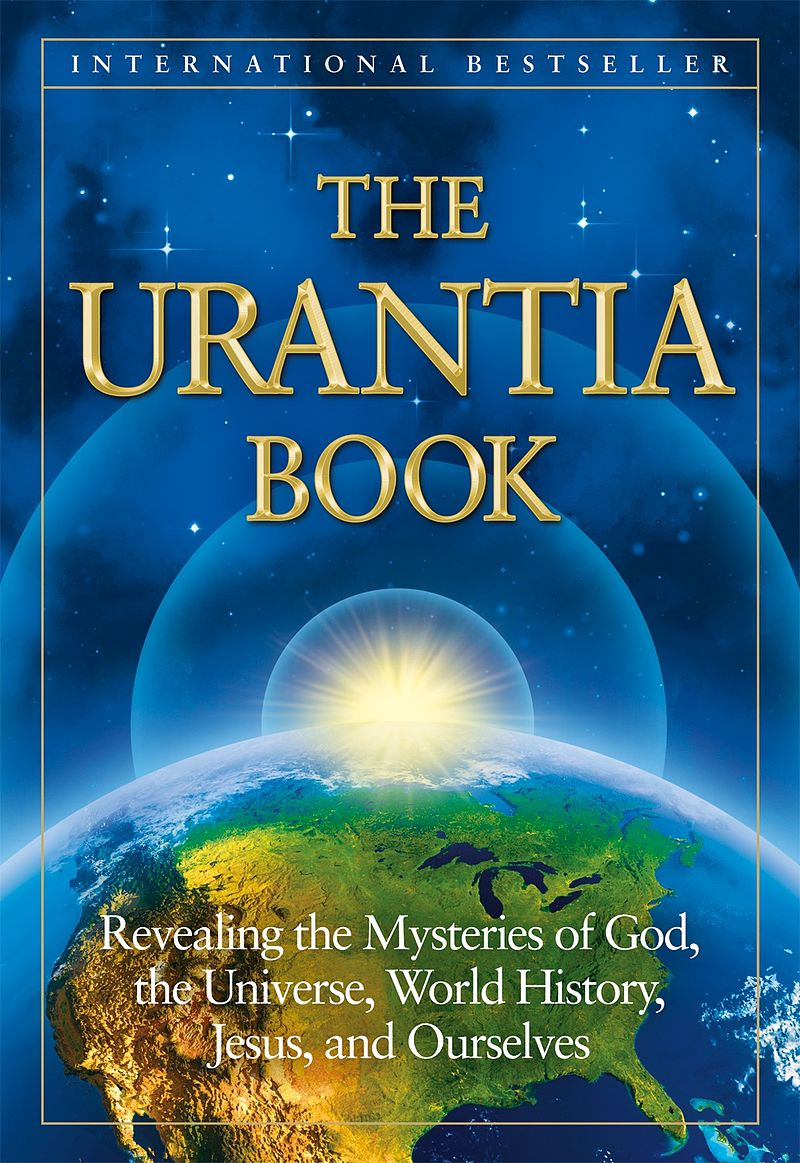 INTERNATIONAL BESTSELLER
THE
URANTIA
BOOK
Revealing the Mysteries of God,
the Universe, World History,
Jesus, and Ourselves